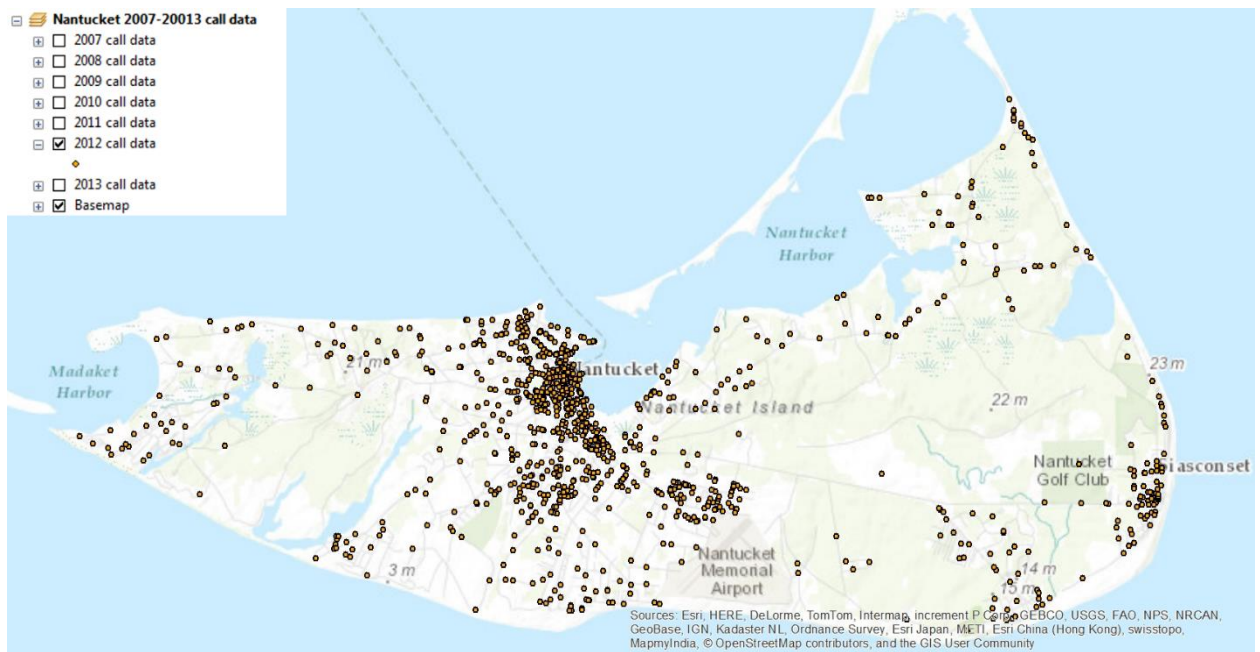 Nantucket 2007-20013 call data
2007 call data
2008 call data
2009 call data
2010 call data
2011 call data
2012 call data
2013 call data
Basemap
Nantucket
Harbor
Madaket
Harbor
21 m
Nantucket
Nantucket Island
23 m
22 m
Nantucket
Golf Club
Siasconset
3 m
Nantucket
Memorial
Airport
14 m
15 m
Sources: Esri, HERE, DeLorme, TomTom, Intermap, increment P Corp., GEBCO, USGS, FAO, NPS, NRCAN,
GeoBase, IGN, Kadaster NL, Ordnance Survey, Esri Japan, METI, Esri China (Hong Kong), swisstopo,
MapmyIndia, © OpenStreetMap contributors, and the GIS User Community